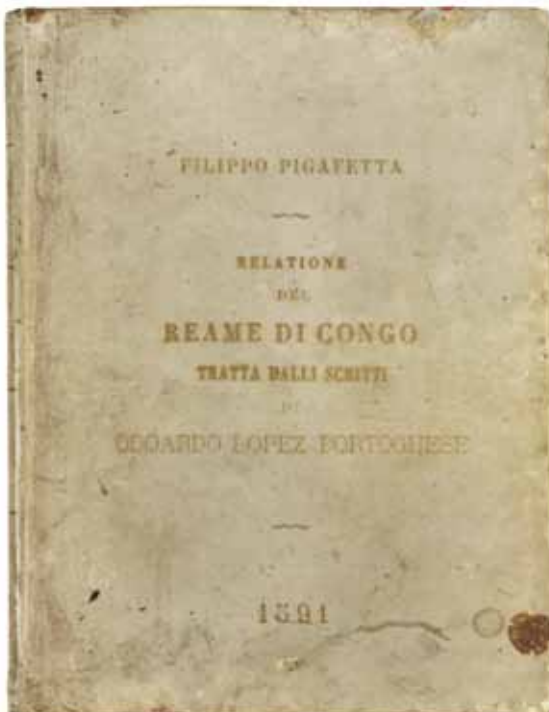 FILIPPO PIGAFETTA
RELATIONE
DEL
REAME DI CONGO
TRATTA DALLI SCRITTI
DI
ODOARDO LOPEZ PORTOGHESE
1591